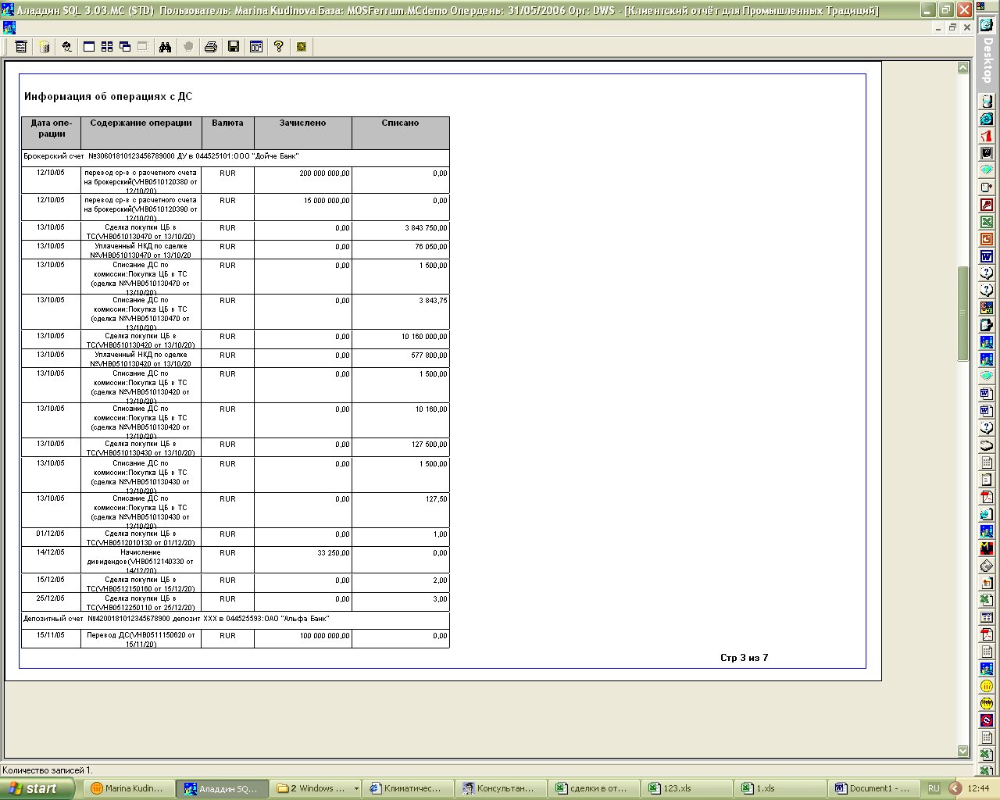 Аладдин SQL 3.03.MC (STD) Пользователь: Marina Kudinova База: MOSFerrum.MCdemo Опердень: 31/05/2006 Орг: DWS - [Клиентский отчёт для Промышленных Традиций]
Desktop
Информация об операциях с ДС
Дата опе-рации Содержание операции Валюта Зачислено Списано
Брокерский счет №30601810123456789000 ДУ в 044525101:ООО "Дойче Банк"
12/10/05 перевод ср-в с расчетного счета RUR 200 000 000,00 0,00
на брокерский(VHB0510120380 от
12/10/20)
12/10/05 перевод ср-в с расчетного счета RUR 15 000 000,00 0,00
на брокерский(VHB0510120390 от
12/10/20)
13/10/05 Сделка покупки ЦБ в RUR 0,00 3 843 750,00
ТС(VHB0510130470 от 13/10/20)
13/10/05 Уплаченный НКД по сделке RUR 0,00 76 050,00
№VHB0510130470 от 13/10/20
13/10/05 Списание ДС по RUR 0,00 1 500,00
комиссии:Покупка ЦБ в ТС
(сделка №VHB0510130470 от
13/10/20)
13/10/05 Списание ДС по RUR 0,00 3 843,75
комиссии:Покупка ЦБ в ТС
(сделка №VHB0510130470 от
13/10/20)
13/10/05 Сделка покупки ЦБ в RUR 0,00 10 160 000,00
ТС(VHB0510130420 от 13/10/20)
13/10/05 Уплаченный НКД по сделке RUR 0,00 577 800,00
№VHB0510130420 от 13/10/20
13/10/05 Списание ДС по RUR 0,00 1 500,00
комиссии:Покупка ЦБ в ТС
(сделка №VHB0510130420 от
13/10/20)
13/10/05 Списание ДС по RUR 0,00 10 160,00
комиссии:Покупка ЦБ в ТС
(сделка №VHB0510130420 от
13/10/20)
13/10/05 Сделка покупки ЦБ в RUR 0,00 127 500,00
ТС(VHB0510130430 от 13/10/20)
13/10/05 Списание ДС по RUR 0,00 1 500,00
комиссии:Покупка ЦБ в ТС
(сделка №VHB0510130430 от
13/10/20)
13/10/05 Списание ДС по RUR 0,00 127,50
комиссии:Покупка ЦБ в ТС
(сделка №VHB0510130430 от
13/10/20)
01/12/05 Сделка покупки ЦБ в RUR 0,00 1,00
ТС(VHB0512010130 от 01/12/20)
14/12/05 Начисление RUR 33 250,00 0,00
дивидендов(VHB0512140330 от
14/12/20)
15/12/05 Сделка покупки ЦБ в RUR 0,00 2,00
ТС(VHB0512150160 от 15/12/20)
25/12/05 Сделка покупки ЦБ в RUR 0,00 3,00
ТС(VHB0512250110 от 25/12/20)
Депозитный счет №4200181012345678900 депозит XXX в 044525593:ОАО "Альфа Банк"
15/11/05 Перевод ДС(VHB0511150620 от RUR 100 000 000,00 0,00
15/11/20)
Стр 3 из 7
Количество записей 1.
start Marina Kudin... Аладдин SQ... 2 Windows ... Климатичес... Консультан... сделки в от... 123.xls 1.xls Document1 - ... RU 12:44